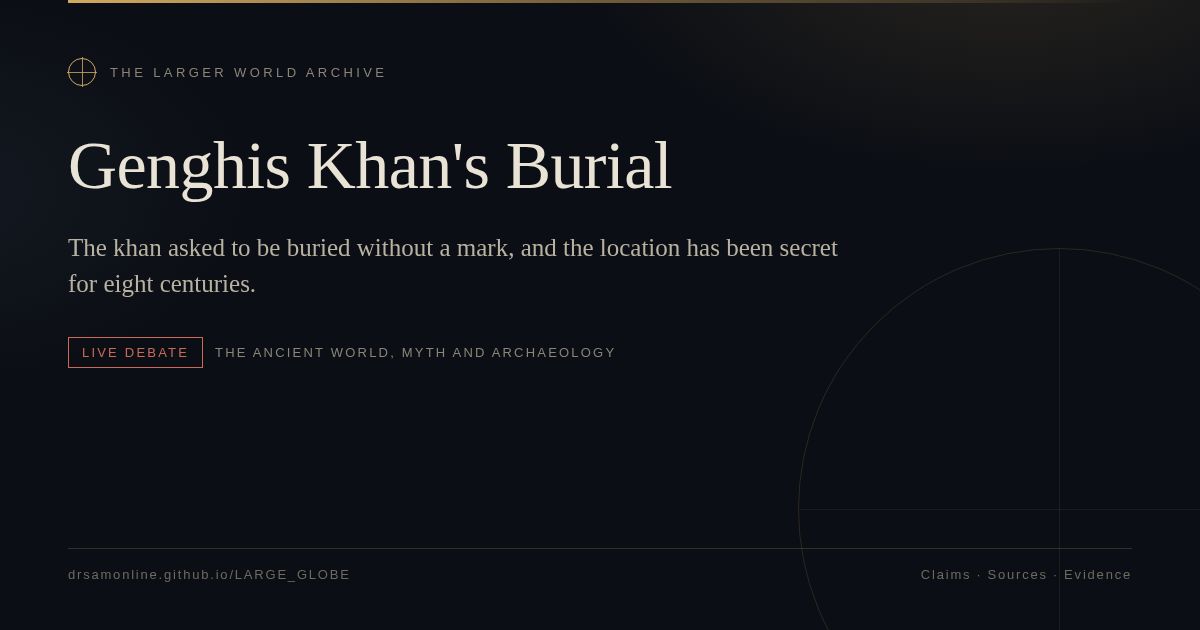 THE LARGER WORLD ARCHIVE
Genghis Khan's Burial
The khan asked to be buried without a mark, and the location has been secret
for eight centuries.
LIVE DEBATE
THE ANCIENT WORLD, MYTH AND ARCHAEOLOGY
drsamonline.github.io/LARGE_GLOBE
Claims · Sources · Evidence